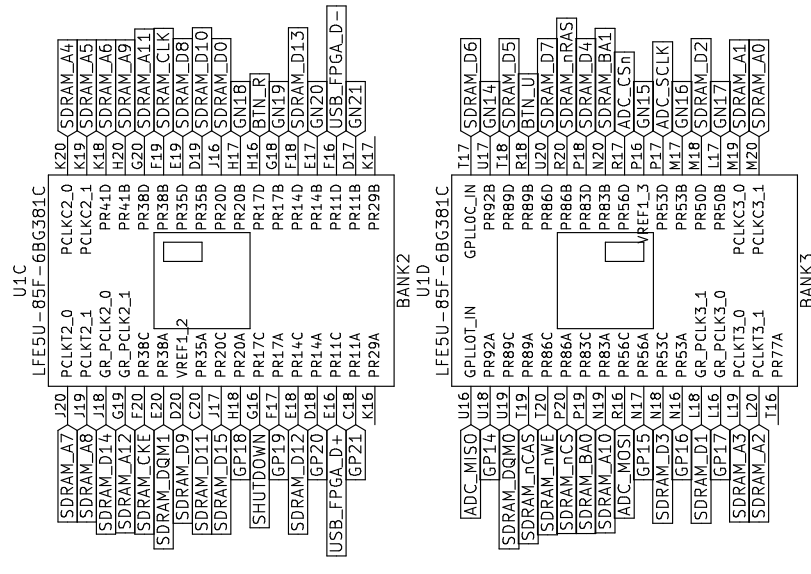 SDRAM_A4
SDRAM_A5
SDRAM_A6
SDRAM_A9
SDRAM_A11
SDRAM_CLK
SDRAM_D8
SDRAM_D10
SDRAM_D0
GN18
BTN_R
GN19
SDRAM_D13
GN20
USB_FPGA_D-
GN21
K20
K19
K18
H20
G20
F19
E19
D19
J16
H17
H16
G18
F18
E17
F16
D17
K17
U1C
LFE5U-85F-6BG381C
PCLKC2_0
PCLKC2_1
PR41D
PR41B
PR38D
PR38B
PR35D
PR35B
PR20D
PR20B
PR17D
PR17B
PR14D
PR14B
PR11D
PR11B
PR29B
PCLKT2_0
PCLKT2_1
GR_PCLK2_0
GR_PCLK2_1
PR38C
PR38A
VREF1_2
PR35A
PR20C
PR20A
PR17C
PR17A
PR14C
PR14A
PR11C
PR11A
PR29A
BANK2
J20
J19
J18
G19
F20
E20
D20
C20
J17
H18
G16
F17
E18
D18
E16
C18
K16
SDRAM_A7
SDRAM_A8
SDRAM_D14
SDRAM_A12
SDRAM_CKE
SDRAM_DQM1
SDRAM_D9
SDRAM_D11
SDRAM_D15
GP18
SHUTDOWN
GP19
SDRAM_D12
GP20
USB_FPGA_D+
GP21
SDRAM_D6
GN14
SDRAM_D5
BTN_U
SDRAM_D7
SDRAM_nRAS
SDRAM_D4
SDRAM_BA1
ADC_CSn
GN15
ADC_SCLK
GN16
SDRAM_D2
GN17
SDRAM_A1
SDRAM_A0
T17
U17
T18
R18
U20
R20
P18
N20
R17
P16
P17
M17
M18
L17
M19
M20
U1D
LFE5U-85F-6BG381C
GPLL0C_IN
PR92B
PR89D
PR89B
PR86D
PR86B
PR83D
PR83B
PR56D
VREF1_3
PR53D
PR53B
PR50D
PR50B
PCLKC3_0
PCLKC3_1
GPLL0T_IN
PR92A
PR89C
PR89A
PR86C
PR86A
PR83C
PR83A
PR56C
PR56A
PR53C
PR53A
GR_PCLK3_1
GR_PCLK3_0
PCLKT3_0
PCLKT3_1
PR77A
BANK3
U16
U18
U19
T19
T20
P20
P19
N19
R16
N17
N18
N16
L18
L16
L19
L20
T16
ADC_MISO
GP14
SDRAM_DQM0
SDRAM_nCAS
SDRAM_nWE
SDRAM_nCS
SDRAM_BA0
SDRAM_A10
ADC_MOSI
GP15
SDRAM_D3
GP16
SDRAM_D1
GP17
SDRAM_A3
SDRAM_A2